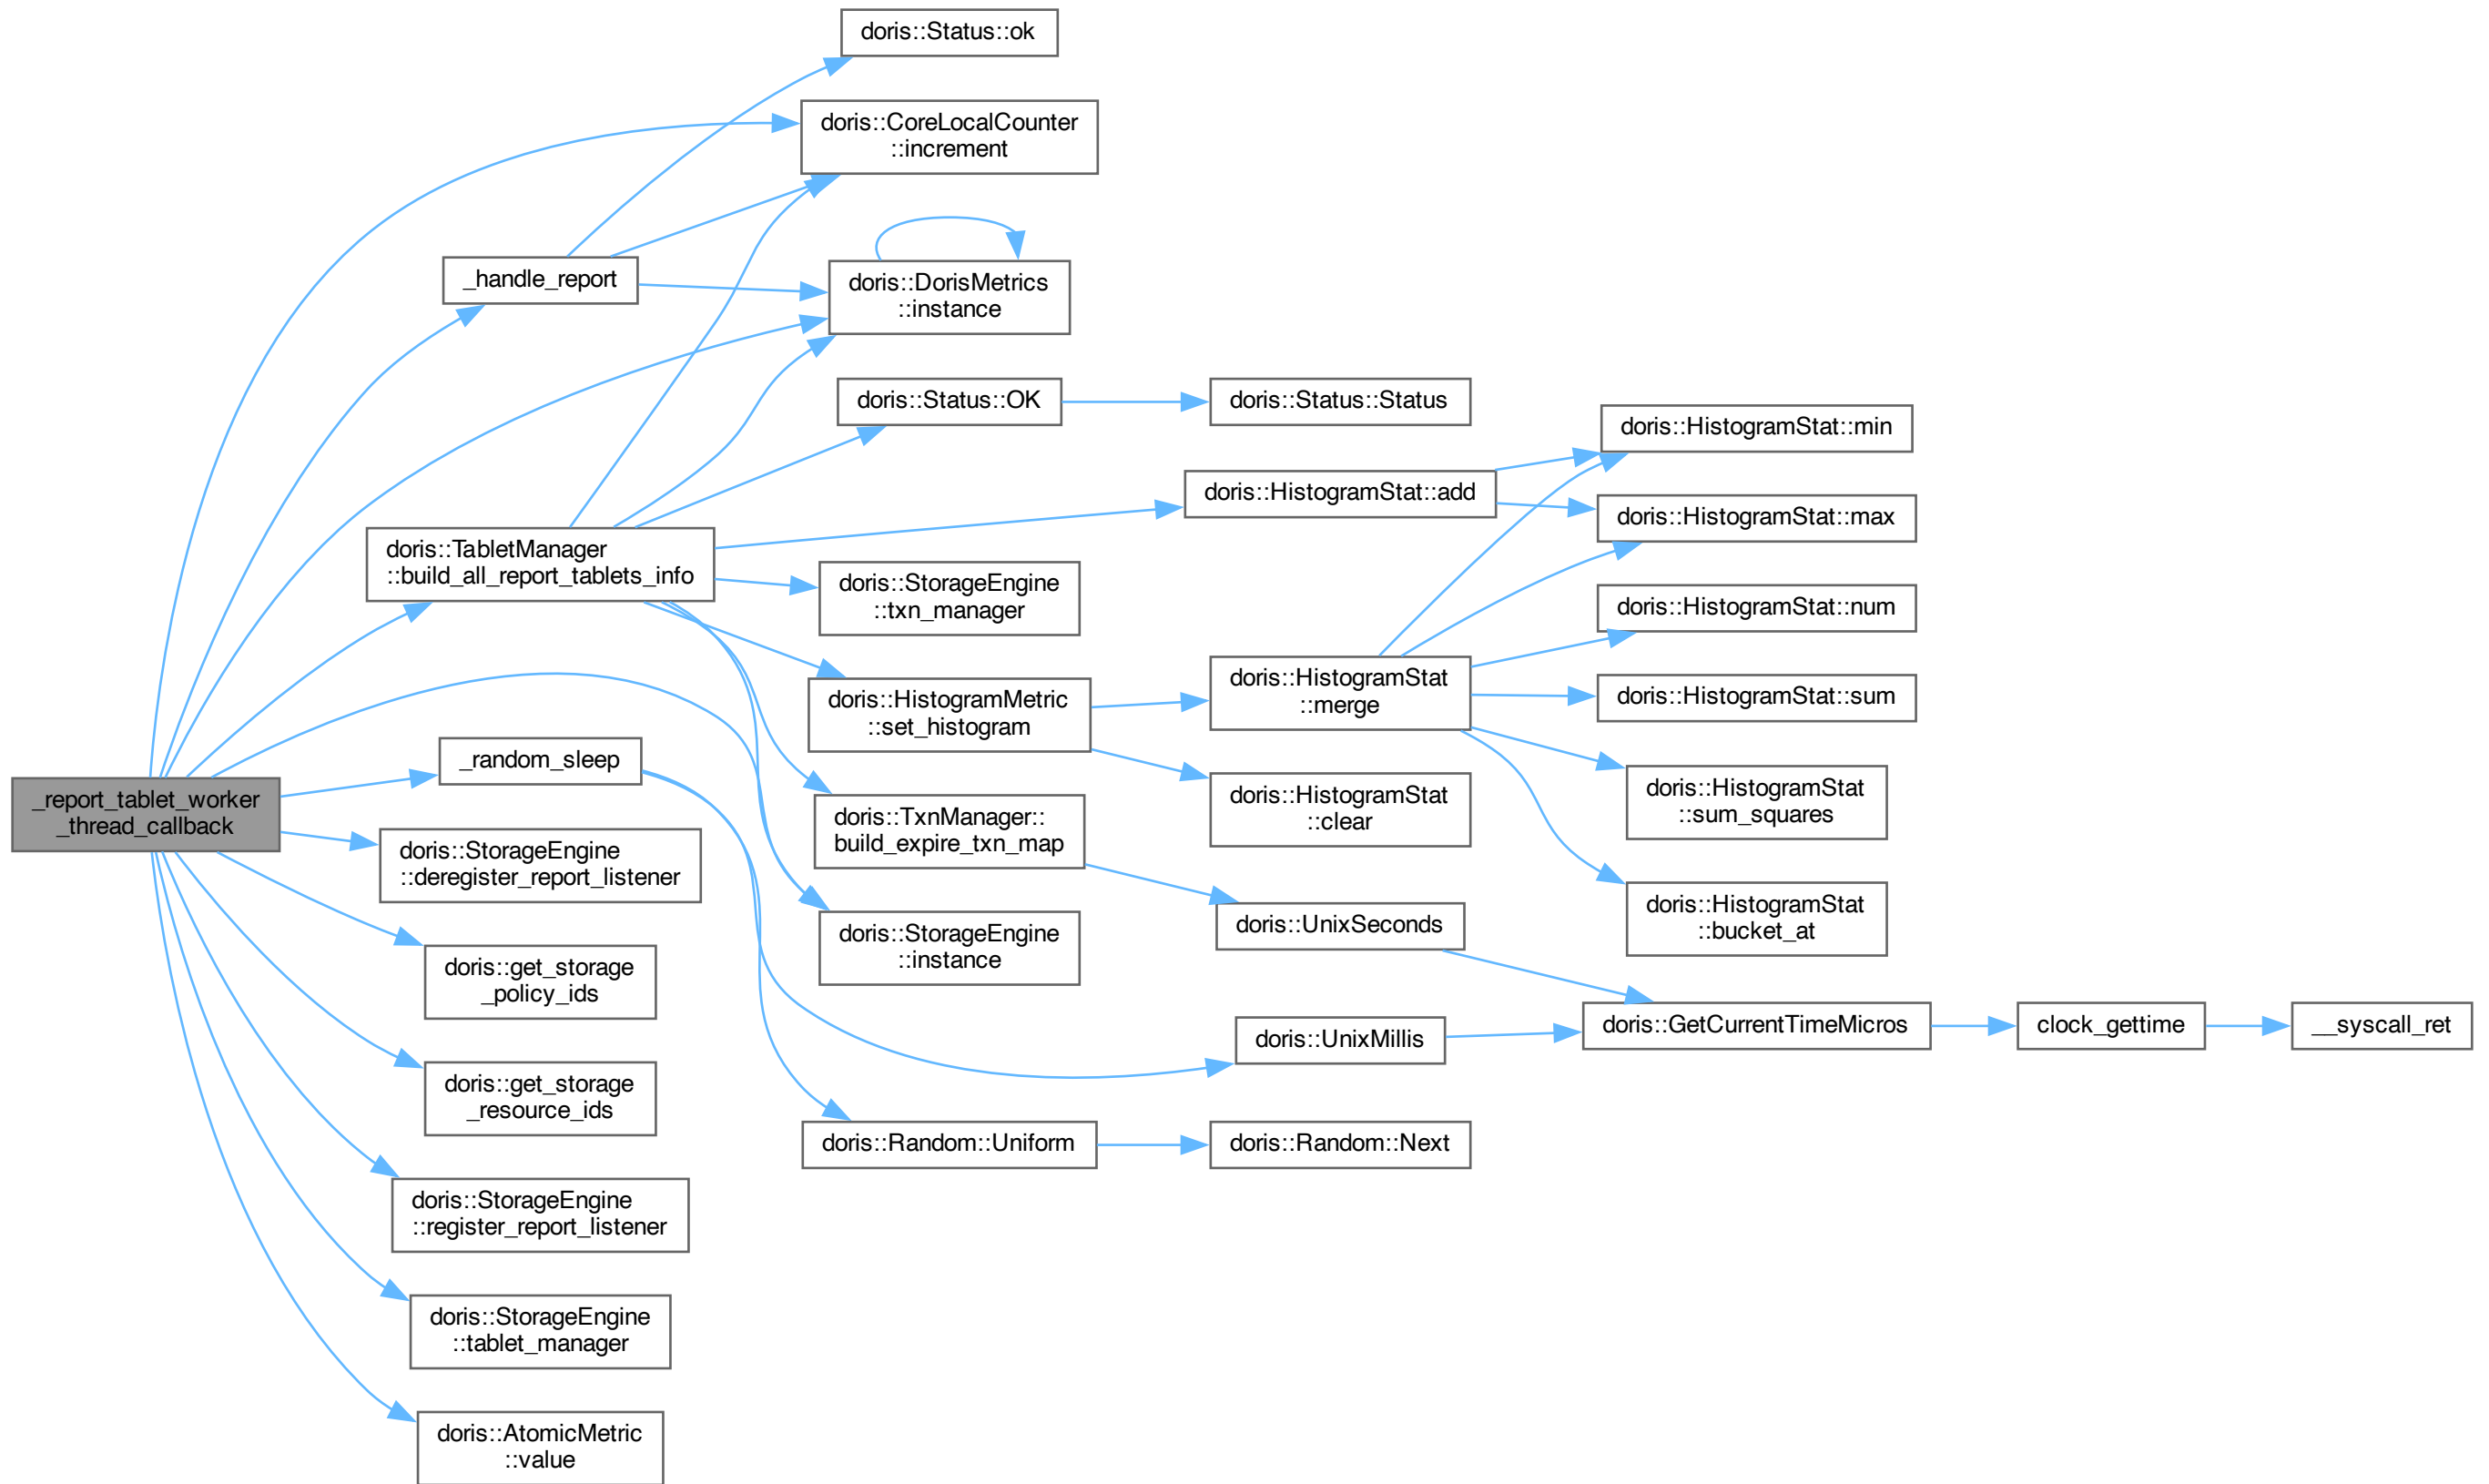 doris::Status::ok
doris::CoreLocalCounter
::increment
_handle_report
doris::DorisMetrics
::instance
doris::Status::OK
doris::Status::Status
doris::HistogramStat::min
doris::HistogramStat::add
doris::HistogramStat::max
doris::TabletManager
::build_all_report_tablets_info
doris::StorageEngine
::txn_manager
doris::HistogramStat::num
doris::HistogramMetric
::set_histogram
doris::HistogramStat
::merge
doris::HistogramStat::sum
_random_sleep
doris::HistogramStat
::sum_squares
_report_tablet_worker
_thread_callback
doris::TxnManager::
build_expire_txn_map
doris::HistogramStat
::clear
doris::StorageEngine
::deregister_report_listener
doris::HistogramStat
::bucket_at
doris::UnixSeconds
doris::StorageEngine
::instance
doris::get_storage
_policy_ids
doris::UnixMillis
doris::GetCurrentTimeMicros
clock_gettime
__syscall_ret
doris::get_storage
_resource_ids
doris::Random::Uniform
doris::Random::Next
doris::StorageEngine
::register_report_listener
doris::StorageEngine
::tablet_manager
doris::AtomicMetric
::value